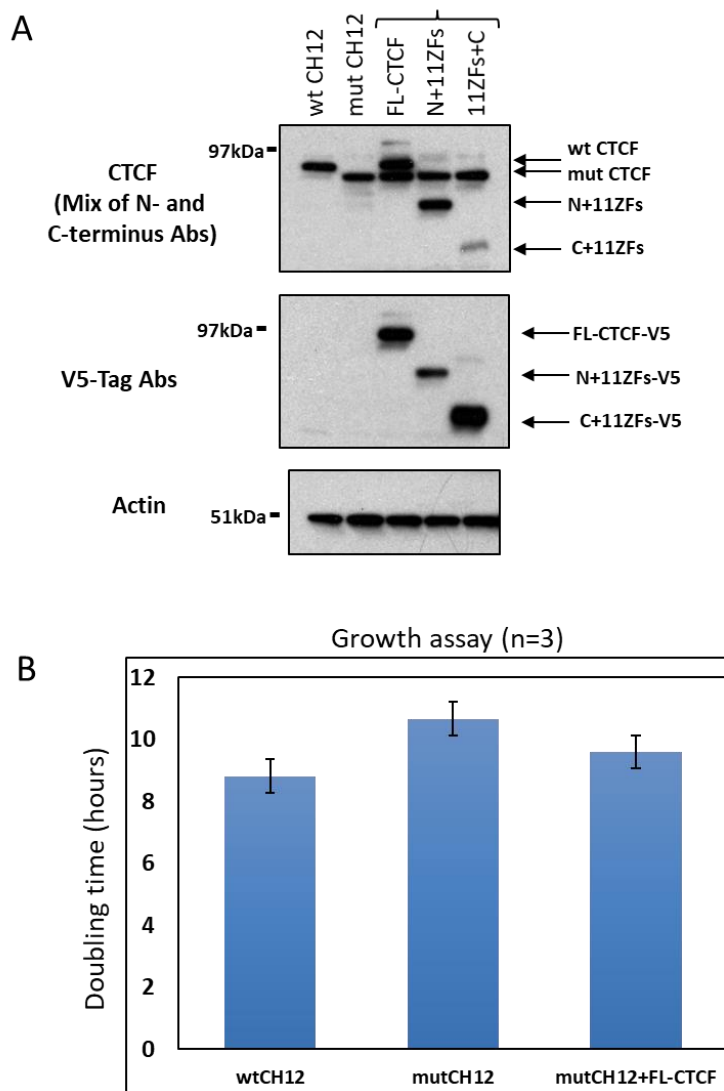 A
wt CH12
mut CH12
FL-CTCF
N+11ZFs
11ZFs+C
97kDa
CTCF
(Mix of N- and
C-terminus Abs)
wt CTCF
mut CTCF
N+11ZFs
C+11ZFs
97kDa
V5-Tag Abs
FL-CTCF-V5
N+11ZFs-V5
C+11ZFs-V5
Actin
51kDa
B
Growth assay (n=3)
Doubling time (hours)
12
10
8
6
4
2
0
wtCH12
mutCH12
mutCH12+FL-CTCF